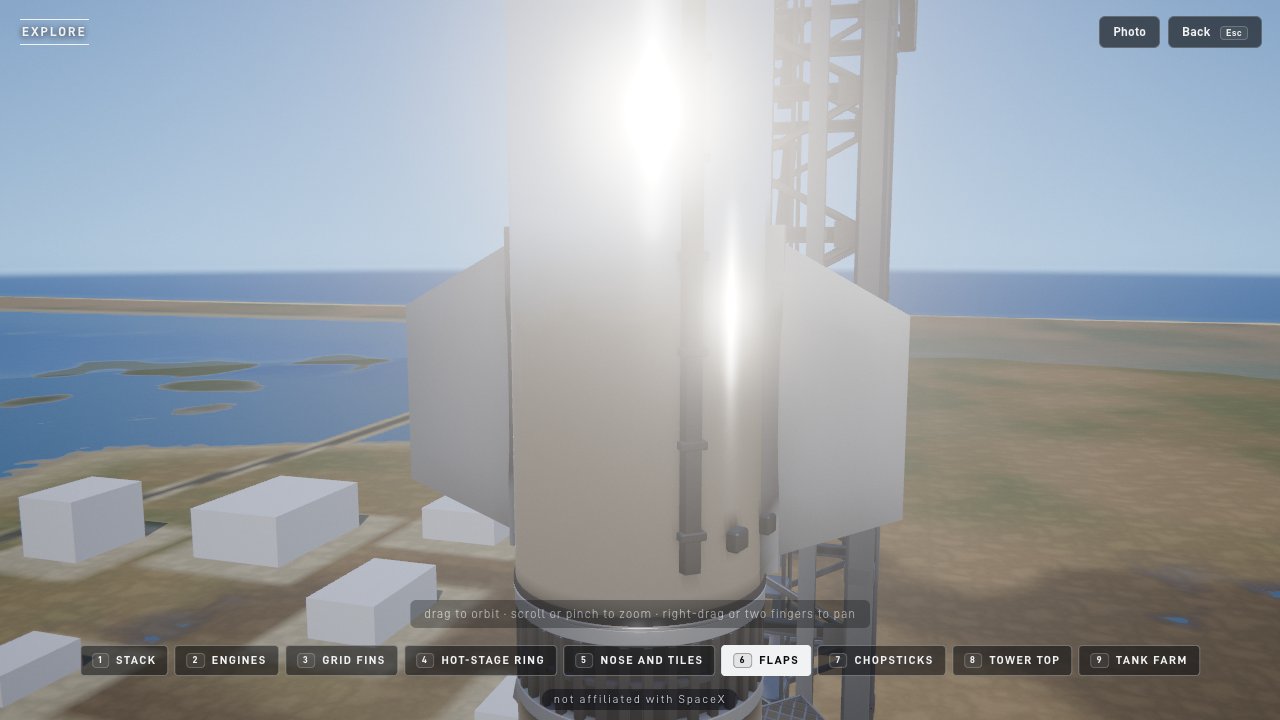 EXPLORE
Photo
Back Esc
drag to orbit · scroll or pinch to zoom · right-drag or two fingers to pan
1 STACK
2 ENGINES
3 GRID FINS
4 HOT-STAGE RING
5 NOSE AND TILES
6 FLAPS
7 CHOPSTICKS
8 TOWER TOP
9 TANK FARM
not affiliated with SpaceX